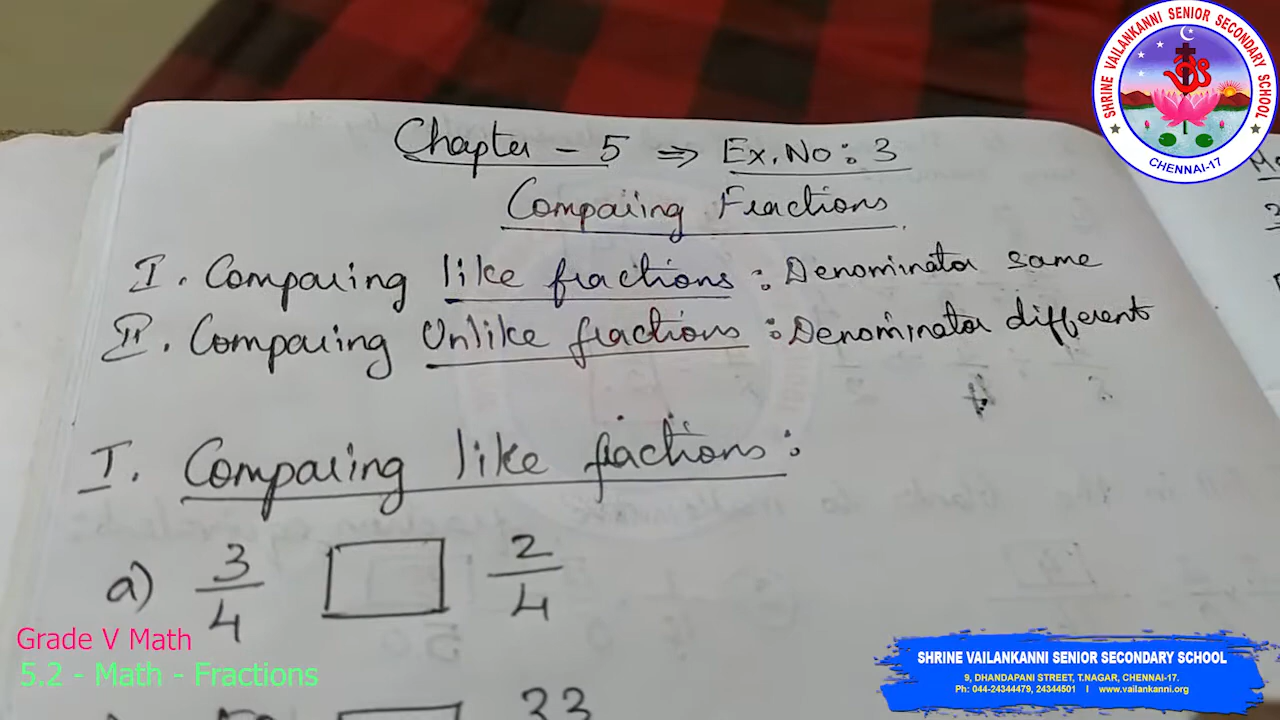 SHRINE VAILANKANNI SENIOR SECONDARY SCHOOL
CHENNAI-17
Chapter - 5 ⇒ Ex.No: 3
Comparing Fractions
I. Comparing like fractions : Denominator same
II. Comparing Unlike fractions : Denominator different
I. Comparing like fractions :
a) 3/4 □ 2/4
33
Grade V Math
5.2 - Math - Fractions
SHRINE VAILANKANNI SENIOR SECONDARY SCHOOL
9, DHANDAPANI STREET, T.NAGAR, CHENNAI-17.
Ph: 044-24344479, 24344501 I www.vailankanni.org